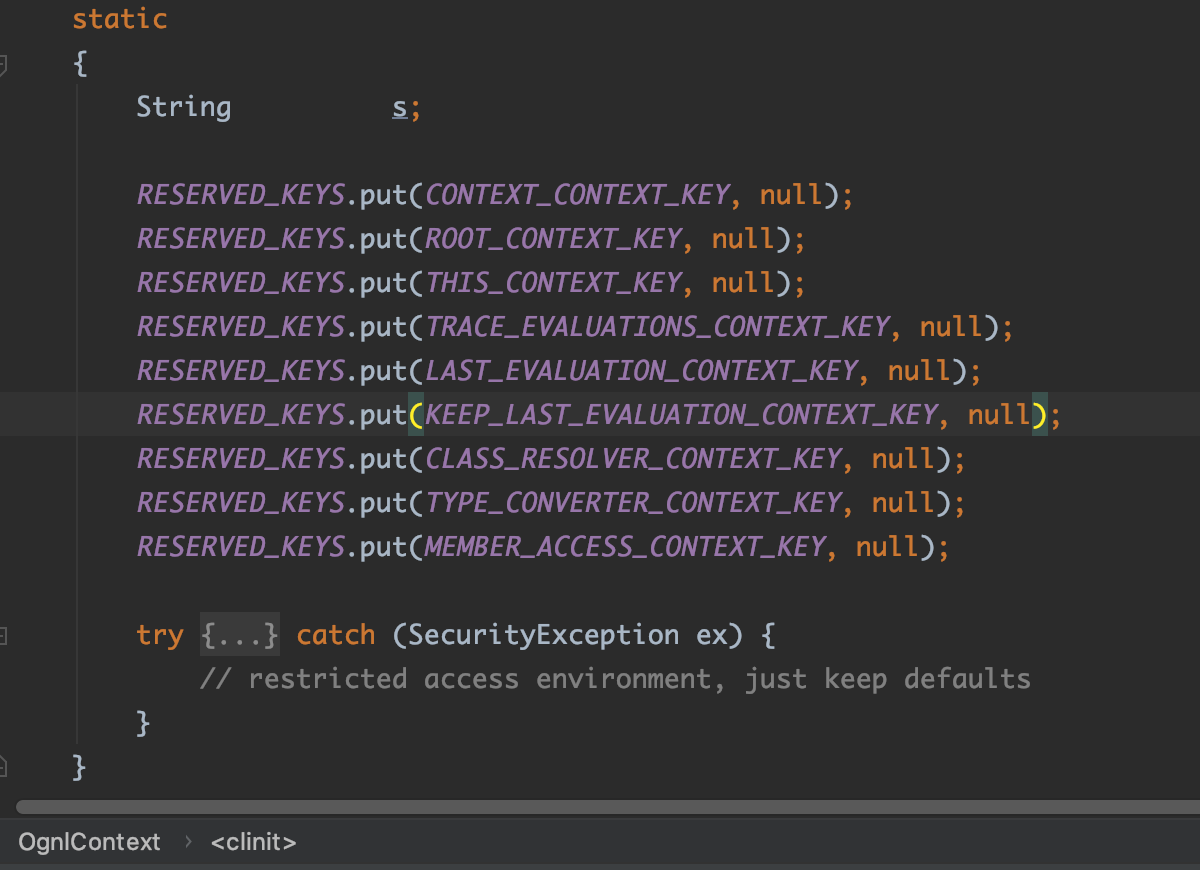 static
{
String s;
RESERVED_KEYS.put(CONTEXT_CONTEXT_KEY, null);
RESERVED_KEYS.put(ROOT_CONTEXT_KEY, null);
RESERVED_KEYS.put(THIS_CONTEXT_KEY, null);
RESERVED_KEYS.put(TRACE_EVALUATIONS_CONTEXT_KEY, null);
RESERVED_KEYS.put(LAST_EVALUATION_CONTEXT_KEY, null);
RESERVED_KEYS.put(KEEP_LAST_EVALUATION_CONTEXT_KEY, null);
RESERVED_KEYS.put(CLASS_RESOLVER_CONTEXT_KEY, null);
RESERVED_KEYS.put(TYPE_CONVERTER_CONTEXT_KEY, null);
RESERVED_KEYS.put(MEMBER_ACCESS_CONTEXT_KEY, null);
try {...} catch (SecurityException ex) {
// restricted access environment, just keep defaults
}
}
OgnlContext › <clinit>